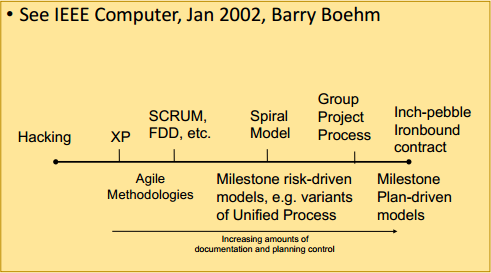 • See IEEE Computer, Jan 2002, Barry Boehm
Hacking
XP
SCRUM,
FDD, etc.
Spiral
Model
Group
Project
Process
Inch-pebble
Ironbound
contract
Agile
Methodologies
Milestone risk-driven
models, e.g. variants
of Unified Process
Milestone
Plan-driven
models
Increasing amounts of
documentation and planning control